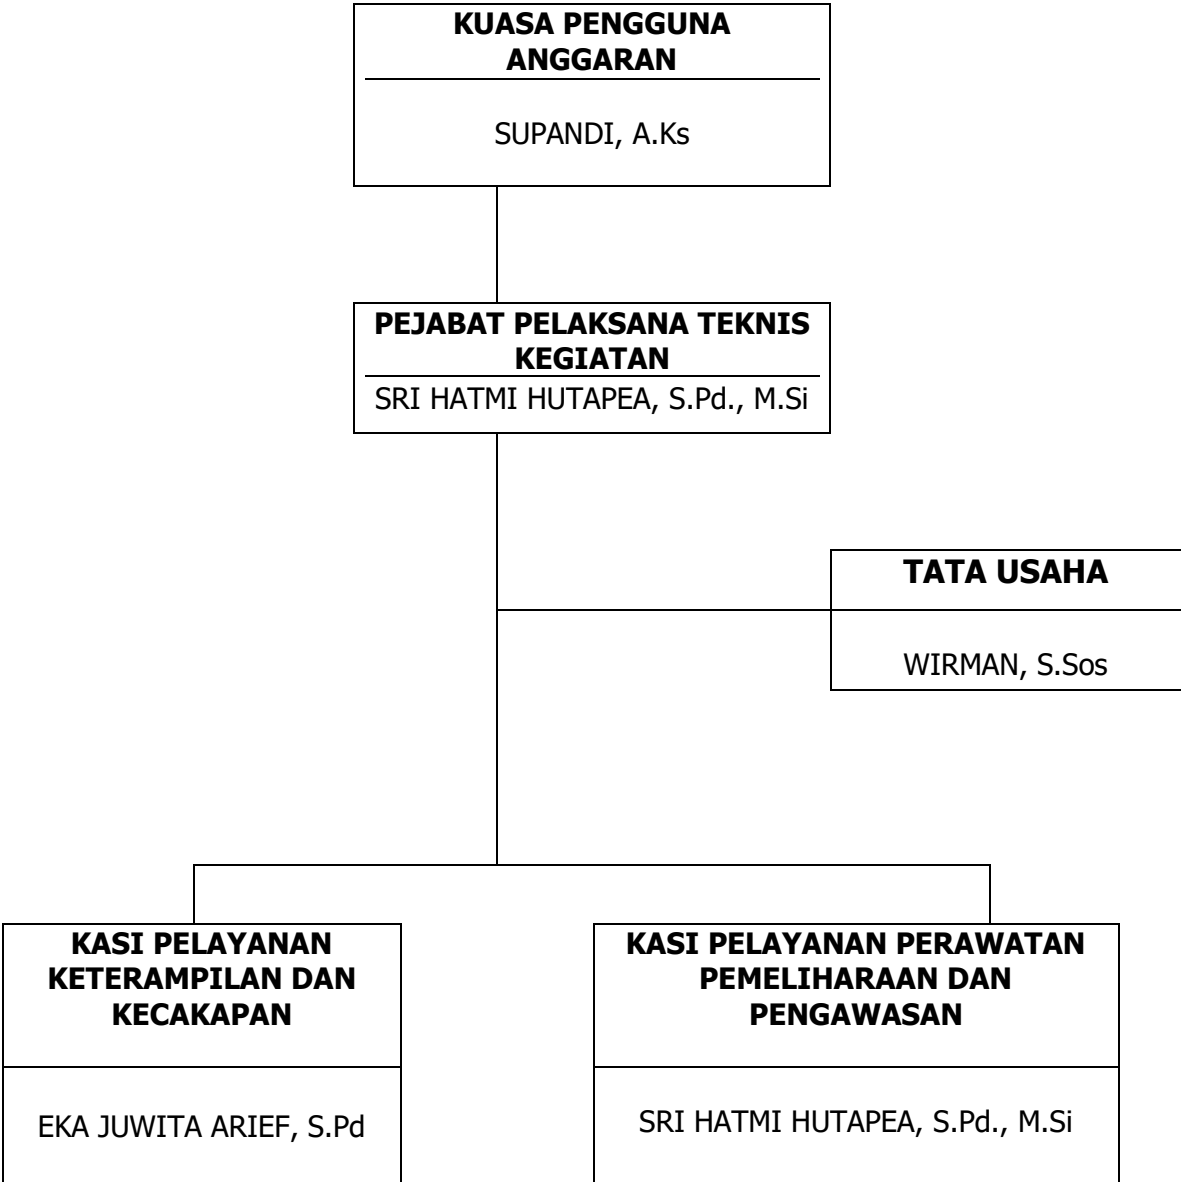 KUASA PENGGUNA
ANGGARAN
SUPANDI, A.Ks
PEJABAT PELAKSANA TEKNIS
KEGIATAN
SRI HATMI HUTAPEA, S.Pd., M.Si
TATA USAHA
WIRMAN, S.Sos
KASI PELAYANAN
KETERAMPILAN DAN
KECAKAPAN
EKA JUWITA ARIEF, S.Pd
KASI PELAYANAN PERAWATAN
PEMELIHARAAN DAN
PENGAWASAN
SRI HATMI HUTAPEA, S.Pd., M.Si